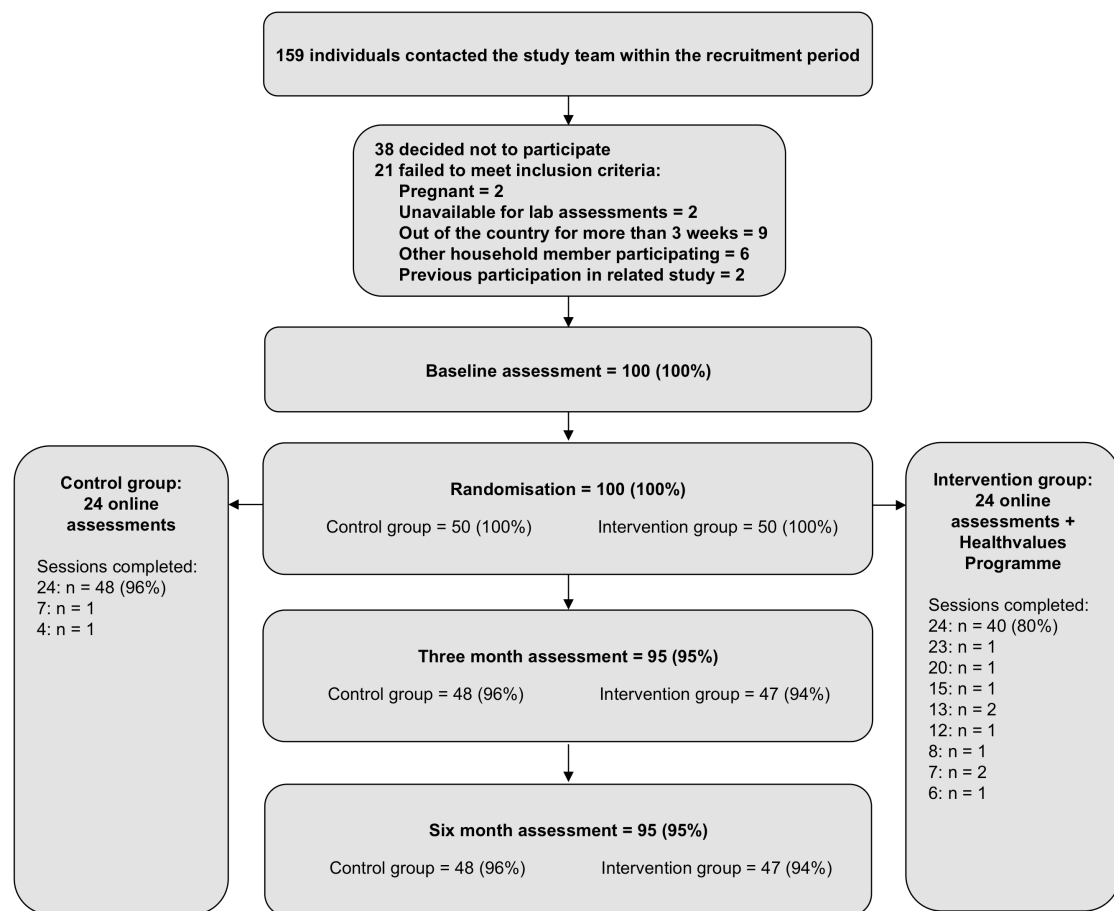 159 individuals contacted the study team within the recruitment period
38 decided not to participate
21 failed to meet inclusion criteria:
Pregnant = 2
Unavailable for lab assessments = 2
Out of the country for more than 3 weeks = 9
Other household member participating = 6
Previous participation in related study = 2
Baseline assessment = 100 (100%)
Randomisation = 100 (100%)
Control group = 50 (100%) Intervention group = 50 (100%)
Control group:
24 online
assessments
Sessions completed:
24: n = 48 (96%)
7: n = 1
4: n = 1
Intervention group:
24 online
assessments +
Healthvalues
Programme
Sessions completed:
24: n = 40 (80%)
23: n = 1
20: n = 1
15: n = 1
13: n = 2
12: n = 1
8: n = 1
7: n = 2
6: n = 1
Three month assessment = 95 (95%)
Control group = 48 (96%) Intervention group = 47 (94%)
Six month assessment = 95 (95%)
Control group = 48 (96%) Intervention group = 47 (94%)